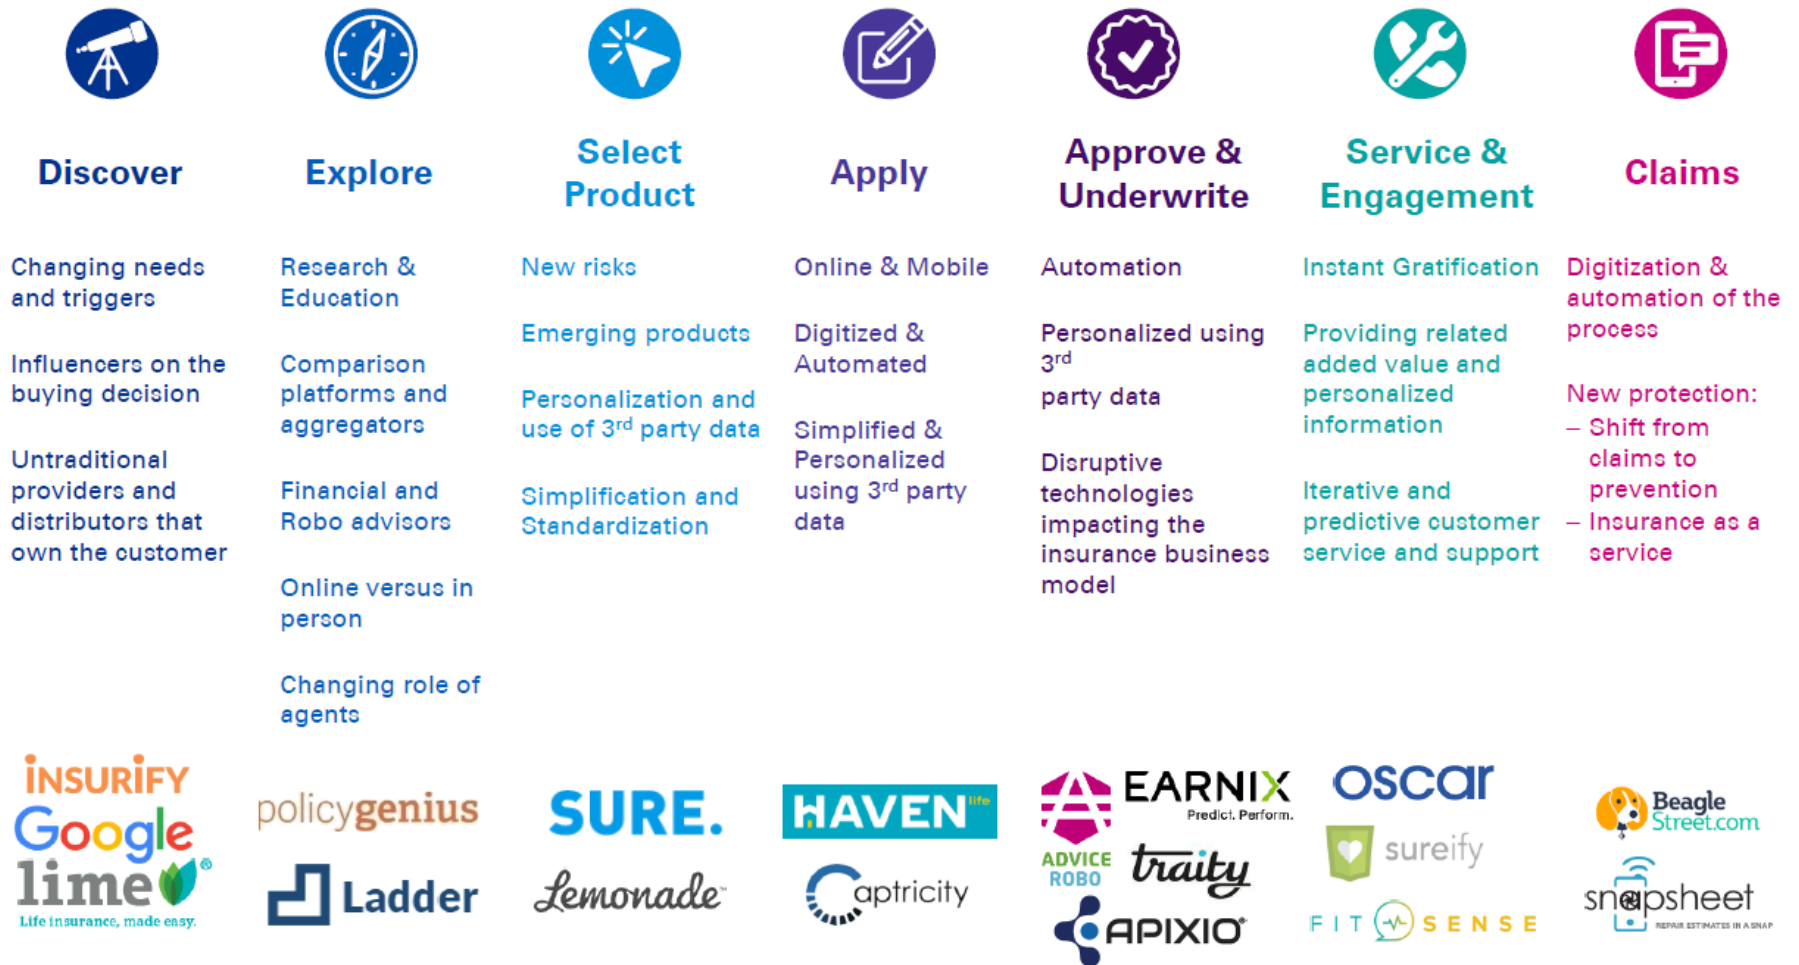 Discover
Changing needs
and triggers
Influencers on the
buying decision
Untraditional
providers and
distributors that
own the customer
INSURIFY
Google
lime®
Life insurance, made easy.
Explore
Research &
Education
Comparison
platforms and
aggregators
Financial and
Robo advisors
Online versus in
person
Changing role of
agents
policygenius
Ladder
Select
Product
New risks
Emerging products
Personalization and
use of 3rd party data
Simplification and
Standardization
SURE.
Lemonade™
Apply
Online & Mobile
Digitized &
Automated
Simplified &
Personalized
using 3rd party
data
HAVEN life
Captricity
Approve &
Underwrite
Automation
Personalized using
3rd
party data
Disruptive
technologies
impacting the
insurance business
model
ADVICE
ROBO
EARNIX
Predict. Perform.
traity
APIXIO®
Service &
Engagement
Instant Gratification
Providing related
added value and
personalized
information
Iterative and
predictive customer
service and support
oscar
sureify
FIT SENSE
Claims
Digitization &
automation of the
process
New protection:
– Shift from
claims to
prevention
– Insurance as a
service
Beagle
Street.com
snapsheet
REPAIR ESTIMATES IN A SNAP